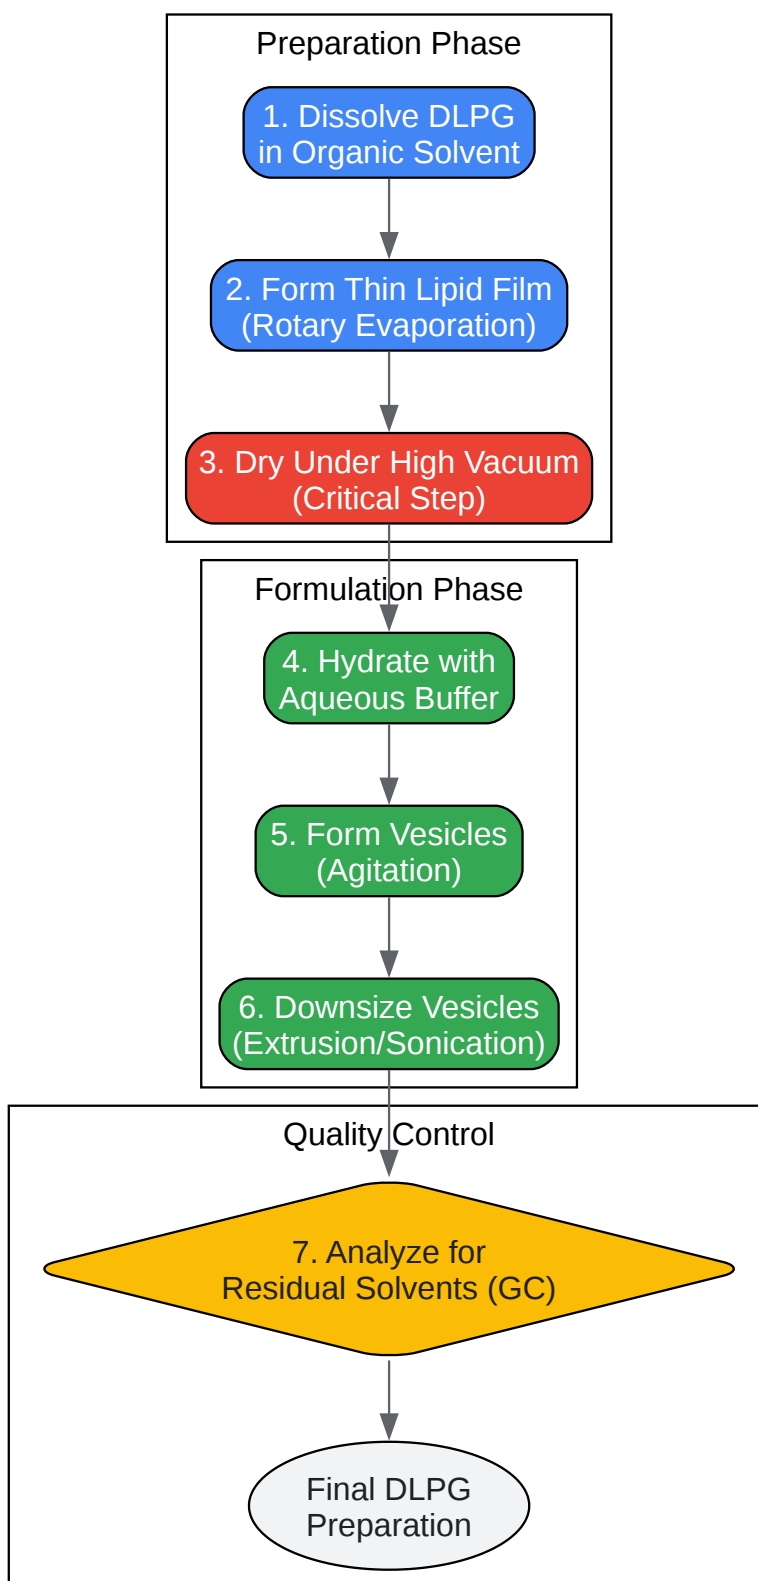 Preparation Phase
1. Dissolve DLPG
in Organic Solvent
2. Form Thin Lipid Film
(Rotary Evaporation)
3. Dry Under High Vacuum
(Critical Step)
Formulation Phase
4. Hydrate with
Aqueous Buffer
5. Form Vesicles
(Agitation)
6. Downsize Vesicles
(Extrusion/Sonication)
Quality Control
7. Analyze for
Residual Solvents (GC)
Final DLPG
Preparation